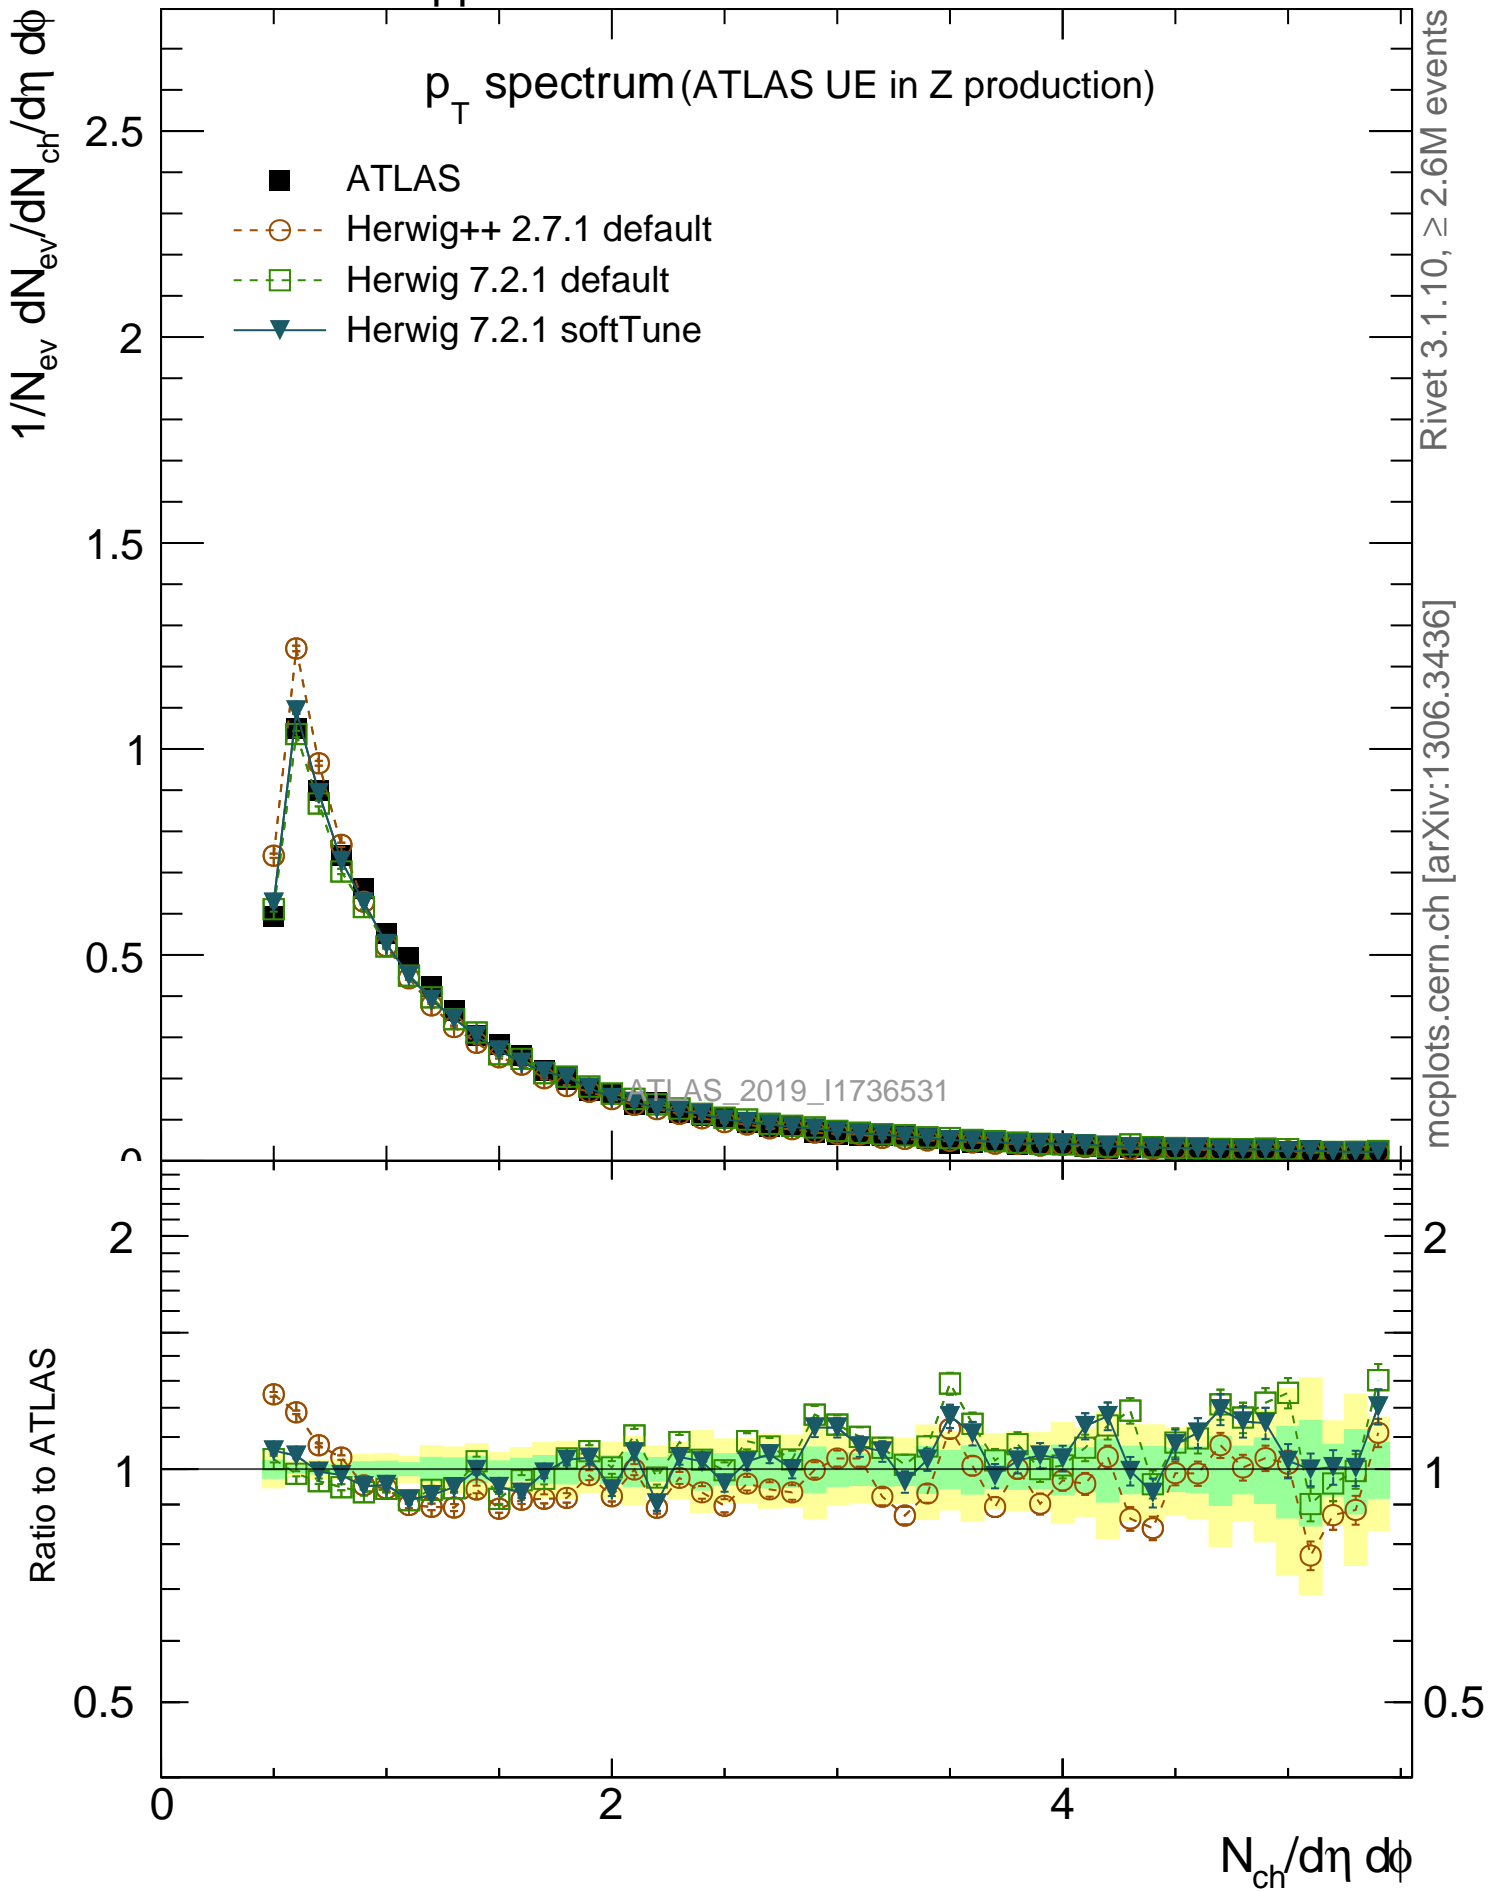 1/N_ev dN_ev/dN_ch/dη dϕ
p_T spectrum (ATLAS UE in Z production)
ATLAS
Herwig++ 2.7.1 default
Herwig 7.2.1 default
Herwig 7.2.1 softTune
2.5
2
1.5
1
0.5
0
ATLAS_2019_I1736531
Rivet 3.1.10, ≥ 2.6M events
mcplots.cern.ch [arXiv:1306.3436]
Ratio to ATLAS
2
1
0.5
2
1
0.5
0
2
4
N_ch/dη dϕ